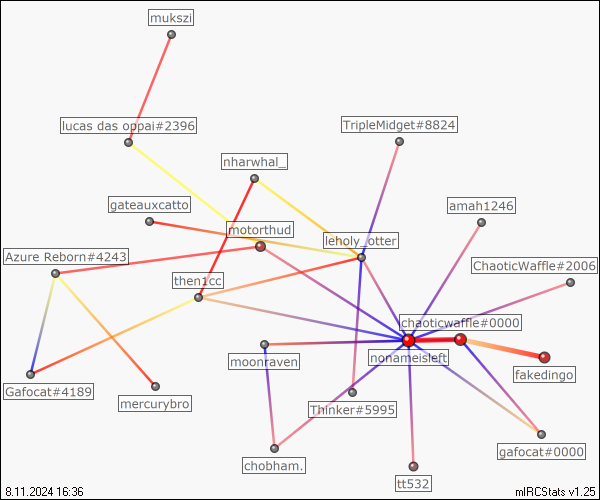 mukszi
lucas das oppai#2396
TripleMidget#8824
nharwhal_
gateauxcatto
amah1246
motorthud
leholy_otter
Azure Reborn#4243
ChaoticWaffle#2006
then1cc
chaoticwaffle#0000
nonameisleft
moonraven
fakedingo
Gafocat#4189
mercurybro
Thinker#5995
gafocat#0000
chobham.
tt532
8.11.2024 16:36
mIRCStats v1.25